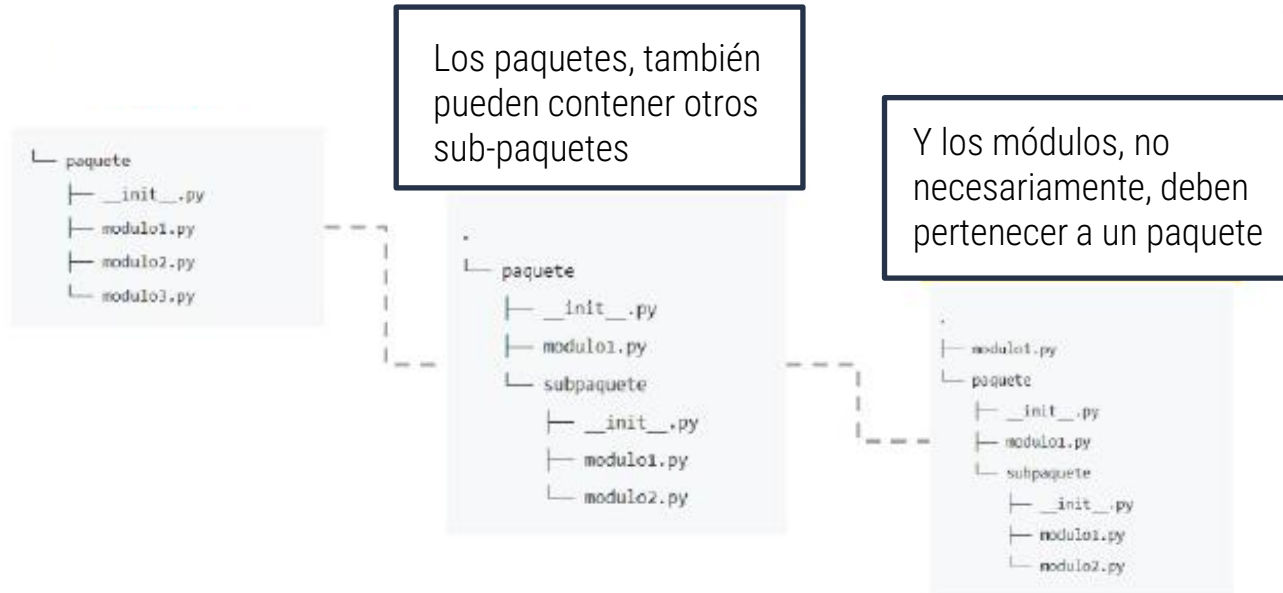 Los paquetes, también
pueden contener otros
sub-paquetes
Y los módulos, no
necesariamente, deben
pertenecer a un paquete
└── paquete
├── __init__.py
├── modulo1.py
├── modulo2.py
└── modulo3.py
.
└── paquete
├── __init__.py
├── modulo1.py
└── subpaquete
├── __init__.py
├── modulo1.py
└── modulo2.py
.
├── modulo1.py
└── paquete
├── __init__.py
├── modulo1.py
└── subpaquete
├── __init__.py
├── modulo1.py
└── modulo2.py